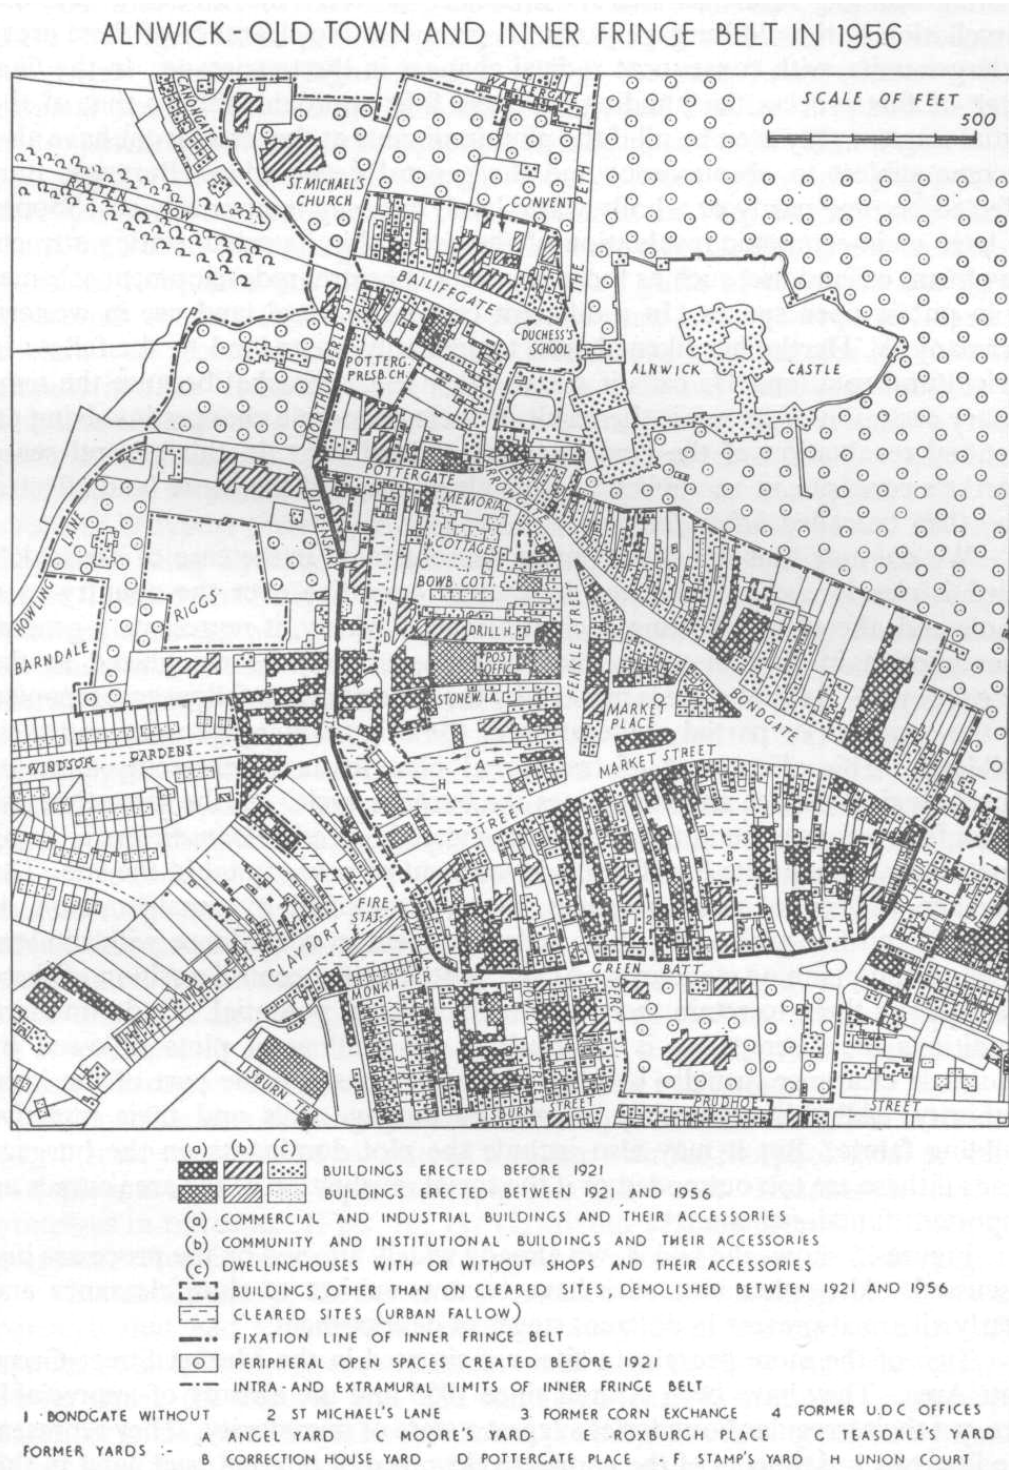 ALNWICK-OLD TOWN AND INNER FRINGE BELT IN 1956
SCALE OF FEET
0 500
CANONGATE
WALKERGATE
RATTEN ROW
ST.MICHAEL'S CHURCH
CONVENT
THE PETH
BAILIFFGATE
DUCHESS'S SCHOOL
ALNWICK CASTLE
NORTHUMBERLD. ST.
POTTERG. PRESB.CH.
POTTERGATE
NARROWGATE
DISPENSARY
MEMORIAL COTTAGES
BOWB. COTT.
HOWLING LANE
RIGGS
BARNDALE
DRILL H.
POST OFF.
FENKLE STREET
STONEW. LA.
MARKET PLACE
BONDGATE
WINDSOR GARDENS
MARKET STREET
G
A
H
D
STREET
3
B
1
2
FIRE STAT.
CLAYPORT
GREEN BATT
MONKH. TER.
LISBURN T.
LISBURN STREET
PERCY ST.
PRUDHOE STREET
(a) (b) (c)
BUILDINGS ERECTED BEFORE 1921
BUILDINGS ERECTED BETWEEN 1921 AND 1956
(a) COMMERCIAL AND INDUSTRIAL BUILDINGS AND THEIR ACCESSORIES
(b) COMMUNITY AND INSTITUTIONAL BUILDINGS AND THEIR ACCESSORIES
(c) DWELLINGHOUSES WITH OR WITHOUT SHOPS AND THEIR ACCESSORIES
BUILDINGS, OTHER THAN ON CLEARED SITES, DEMOLISHED BETWEEN 1921 AND 1956
CLEARED SITES (URBAN FALLOW)
FIXATION LINE OF INNER FRINGE BELT
PERIPHERAL OPEN SPACES CREATED BEFORE 1921
INTRA AND EXTRAMURAL LIMITS OF INNER FRINGE BELT
1 BONDGATE WITHOUT 2 ST MICHAEL'S LANE 3 FORMER CORN EXCHANGE 4 FORMER U.D.C OFFICES
FORMER YARDS :- A ANGEL YARD C MOORE'S YARD E ROXBURGH PLACE G TEASDALE'S YARD
B CORRECTION HOUSE YARD D POTTERGATE PLACE F STAMP'S YARD H UNION COURT